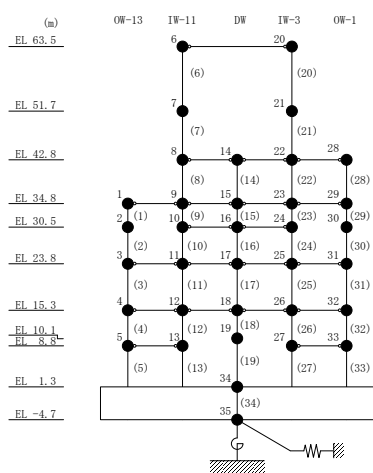 (m) OW-13 IW-11 DW IW-3 OW-1
EL 63.5 6 20
(6) (20)
EL 51.7 7 21
(7) (21)
EL 42.8 8 14 22 28
(8) (14) (22) (28)
EL 34.8 1 9 15 23 29
(1) (9) (15) (23) (29)
EL 30.5 2 10 16 24 30
(2) (10) (16) (24) (30)
EL 23.8 3 11 17 25 31
(3) (11) (17) (25) (31)
EL 15.3 4 12 18 26 32
(4) (12) (18) (26) (32)
EL 10.1 19
EL 8.8 5 13 27 33
(5) (13) (19) (27) (33)
EL 1.3 34
(34)
EL -4.7 35